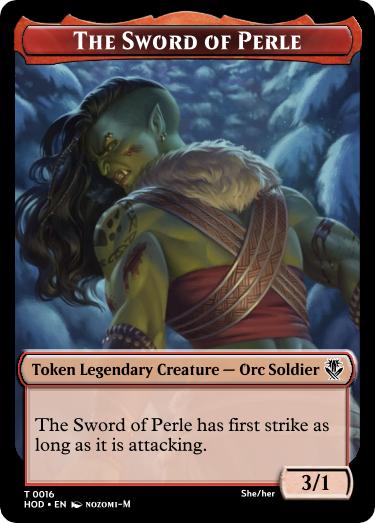 The Sword of Perle
Token Legendary Creature — Orc Soldier
The Sword of Perle has first strike as
long as it is attacking.
T 0016
She/her
3/1
HOD • EN NOZOMI-M